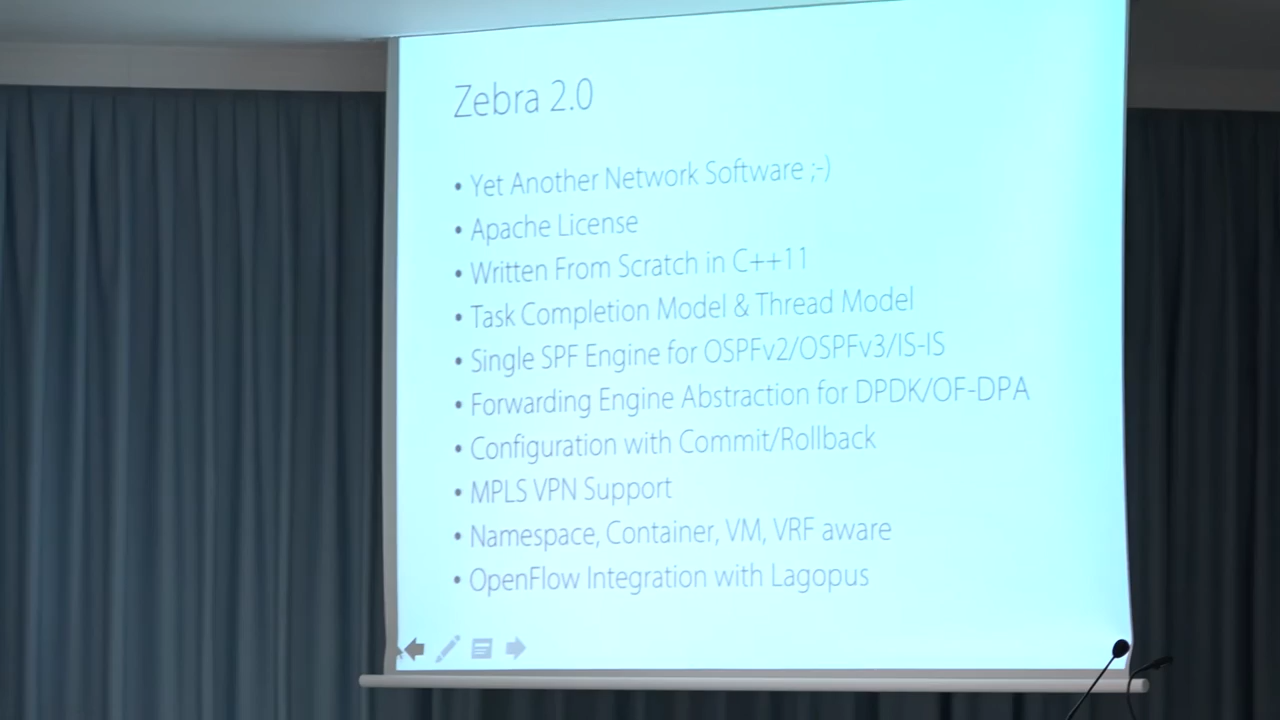 Zebra 2.0
• Yet Another Network Software ;-)
• Apache License
• Written From Scratch in C++11
• Task Completion Model & Thread Model
• Single SPF Engine for OSPFv2/OSPFv3/IS-IS
• Forwarding Engine Abstraction for DPDK/OF-DPA
• Configuration with Commit/Rollback
• MPLS VPN Support
• Namespace, Container, VM, VRF aware
• OpenFlow Integration with Lagopus